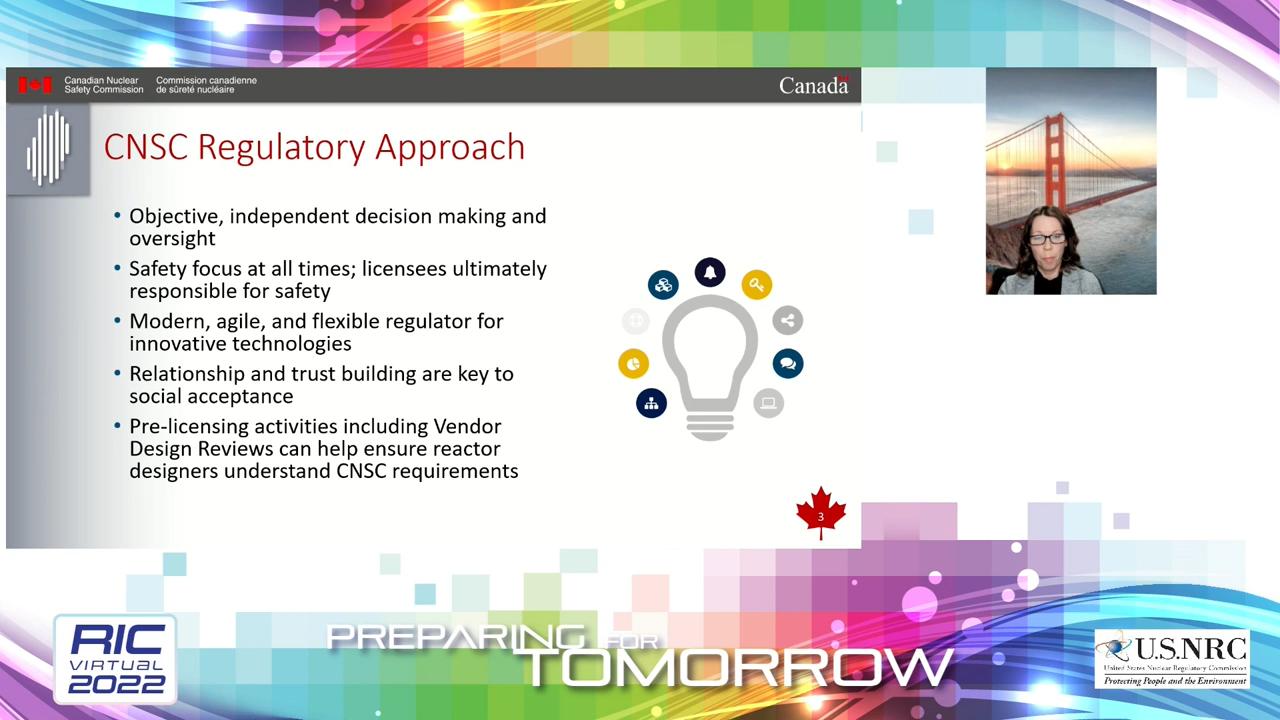 Canadian Nuclear
Safety Commission
Commission canadienne
de sûreté nucléaire
Canada
CNSC Regulatory Approach
• Objective, independent decision making and
oversight
• Safety focus at all times; licensees ultimately
responsible for safety
• Modern, agile, and flexible regulator for
innovative technologies
• Relationship and trust building are key to
social acceptance
• Pre-licensing activities including Vendor
Design Reviews can help ensure reactor
designers understand CNSC requirements
3
RIC
VIRTUAL
2022
PREPARING FOR
TOMORROW
U.S.NRC
United States Nuclear Regulatory Commission
Protecting People and the Environment